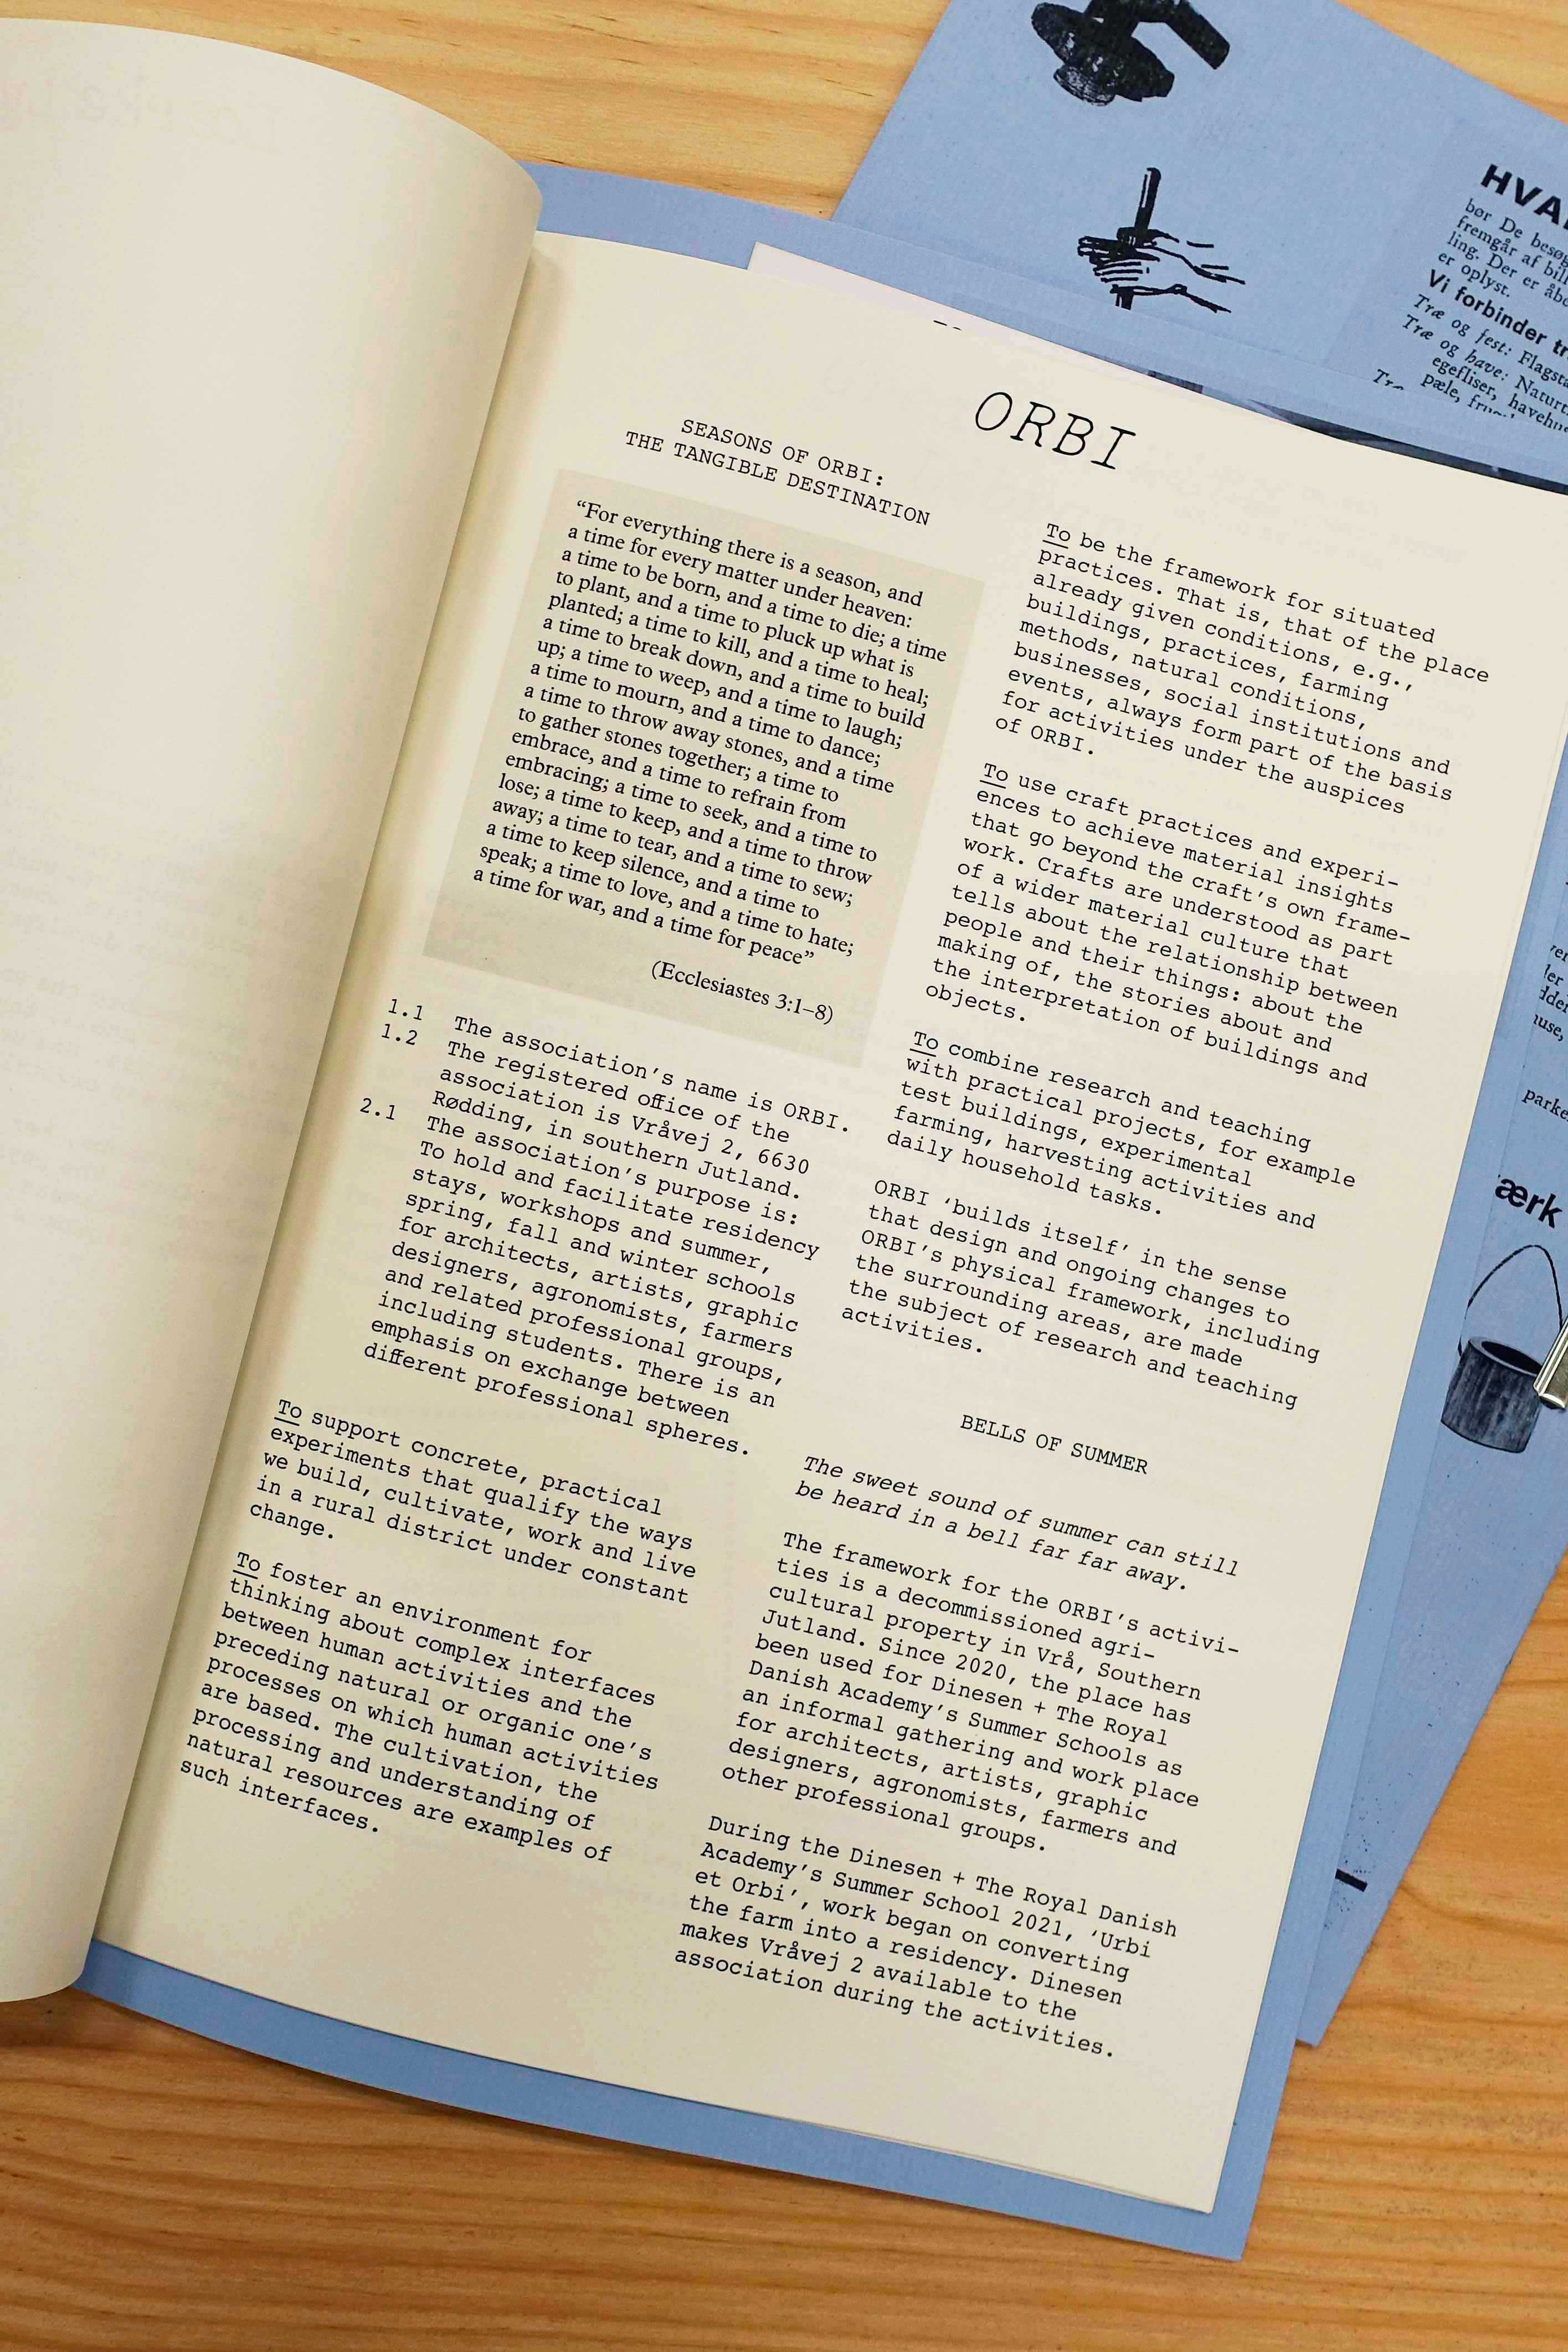 ORBI
SEASONS OF ORBI:
THE TANGIBLE DESTINATION
“For everything there is a season, and
a time for every matter under heaven:
a time to be born, and a time to die; a time
to plant, and a time to pluck up what is
planted; a time to kill, and a time to heal;
a time to break down, and a time to build
up; a time to weep, and a time to laugh;
a time to mourn, and a time to dance;
a time to throw away stones, and a time
to gather stones together; a time to
embrace, and a time to refrain from
embracing; a time to seek, and a time to
lose; a time to keep, and a time to throw
away; a time to tear, and a time to sew;
a time to keep silence, and a time to
speak; a time to love, and a time to hate;
a time for war, and a time for peace”
(Ecclesiastes 3:1–8)
1.1 The association's name is ORBI.
1.2 The registered office of the
association is Vråvej 2, 6630
Rødding, in southern Jutland.
2.1 The association's purpose is:
To hold and facilitate residency
stays, workshops and summer,
spring, fall and winter schools
for architects, artists, graphic
designers, agronomists, farmers
and related professional groups,
including students. There is an
emphasis on exchange between
different professional spheres.
To support concrete, practical
experiments that qualify the ways
we build, cultivate, work and live
in a rural district under constant
change.
To foster an environment for
thinking about complex interfaces
between human activities and the
preceding natural or organic one's
processes on which human activities
are based. The cultivation, the
processing and understanding of
natural resources are examples of
such interfaces.
To be the framework for situated
practices. That is, that of the place
already given conditions, e.g.,
buildings, practices, farming
methods, natural conditions,
businesses, social institutions and
events, always form part of the basis
for activities under the auspices
of ORBI.
To use craft practices and experi-
ences to achieve material insights
that go beyond the craft's own frame-
work. Crafts are understood as part
of a wider material culture that
tells about the relationship between
people and their things: about the
making of, the stories about and
the interpretation of buildings and
objects.
To combine research and teaching
with practical projects, for example
test buildings, experimental
farming, harvesting activities and
daily household tasks.
ORBI ‘builds itself’ in the sense
that design and ongoing changes to
ORBI's physical framework, including
the surrounding areas, are made
the subject of research and teaching
activities.
BELLS OF SUMMER
The sweet sound of summer can still
be heard in a bell far far away.
The framework for the ORBI's activi-
ties is a decommissioned agri-
cultural property in Vrå, Southern
Jutland. Since 2020, the place has
been used for Dinesen + The Royal
Danish Academy's Summer Schools as
an informal gathering and work place
for architects, artists, graphic
designers, agronomists, farmers and
other professional groups.
During the Dinesen + The Royal Danish
Academy's Summer School 2021, ‘Urbi
et Orbi’, work began on converting
the farm into a residency. Dinesen
makes Vråvej 2 available to the
association during the activities.
bør De besøg
fremgår af bill
ling. Der er åbe
er oplyst.
Vi forbinder tr
Træ og fest: Flagsta
Træ og have: Naturt
egefliser, havehu
pæle,